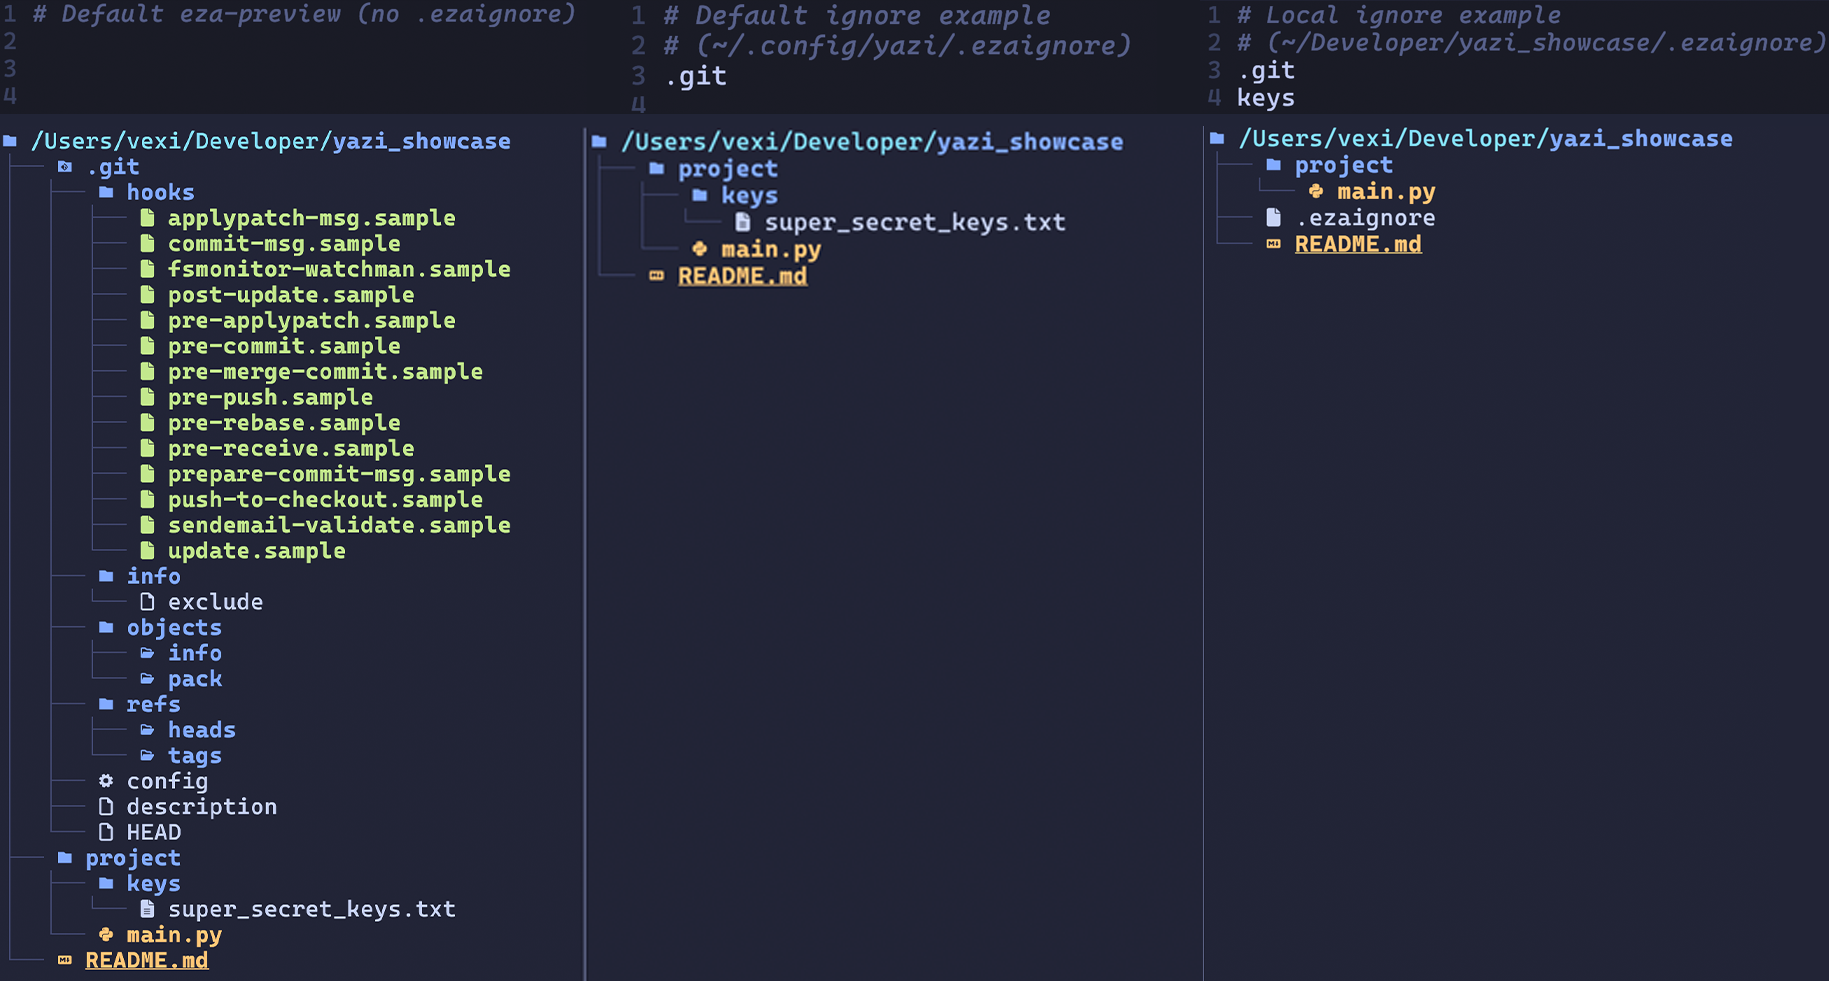 1 # Default eza-preview (no .ezaignore)
2
3
4
/Users/vexi/Developer/yazi_showcase
.git
hooks
applypatch-msg.sample
commit-msg.sample
fsmonitor-watchman.sample
post-update.sample
pre-applypatch.sample
pre-commit.sample
pre-merge-commit.sample
pre-push.sample
pre-rebase.sample
pre-receive.sample
prepare-commit-msg.sample
push-to-checkout.sample
sendemail-validate.sample
update.sample
info
exclude
objects
info
pack
refs
heads
tags
config
description
HEAD
project
keys
super_secret_keys.txt
main.py
README.md
1 # Default ignore example
2 # (~/.config/yazi/.ezaignore)
3 .git
4
/Users/vexi/Developer/yazi_showcase
project
keys
super_secret_keys.txt
main.py
README.md
1 # Local ignore example
2 # (~/Developer/yazi_showcase/.ezaignore)
3 .git
4 keys
/Users/vexi/Developer/yazi_showcase
project
main.py
.ezaignore
README.md